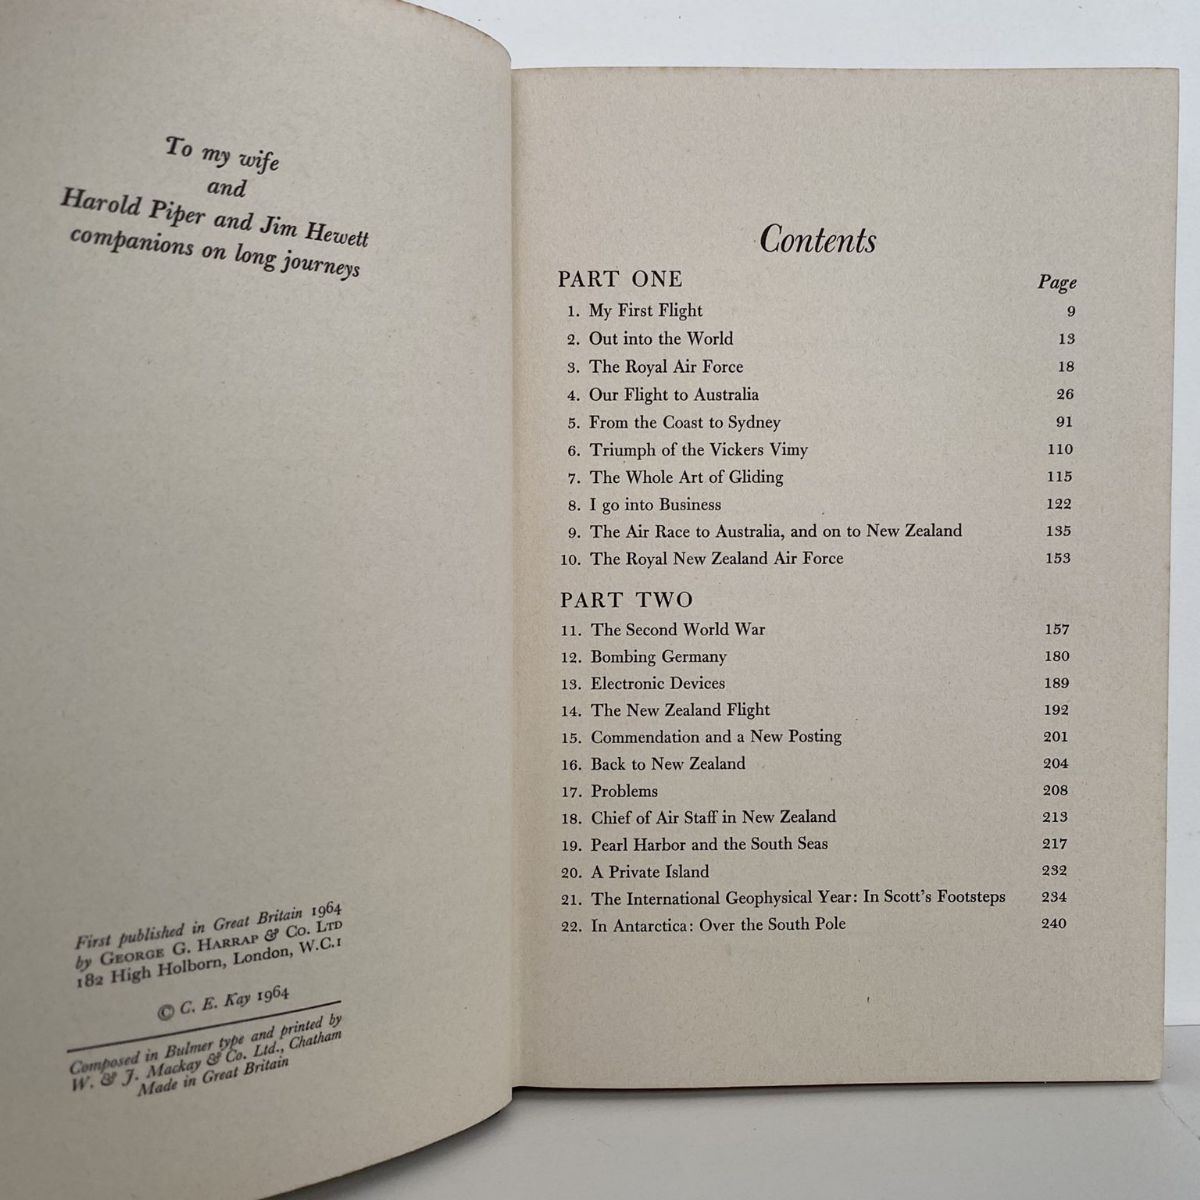 To my wife
and
Harold Piper and Jim Hewett
companions on long journeys
First published in Great Britain 1964
by GEORGE G. HARRAP & CO. LTD
182 High Holborn, London, W.C.1
© C. E. Kay 1964
Composed in Bulmer type and printed by
W. & J. Mackay & Co. Ltd., Chatham
Made in Great Britain
Contents
PART ONE Page
1. My First Flight 9
2. Out into the World 13
3. The Royal Air Force 18
4. Our Flight to Australia 26
5. From the Coast to Sydney 91
6. Triumph of the Vickers Vimy 110
7. The Whole Art of Gliding 115
8. I go into Business 122
9. The Air Race to Australia, and on to New Zealand 135
10. The Royal New Zealand Air Force 153
PART TWO
11. The Second World War 157
12. Bombing Germany 180
13. Electronic Devices 189
14. The New Zealand Flight 192
15. Commendation and a New Posting 201
16. Back to New Zealand 204
17. Problems 208
18. Chief of Air Staff in New Zealand 213
19. Pearl Harbor and the South Seas 217
20. A Private Island 232
21. The International Geophysical Year: In Scott's Footsteps 234
22. In Antarctica: Over the South Pole 240